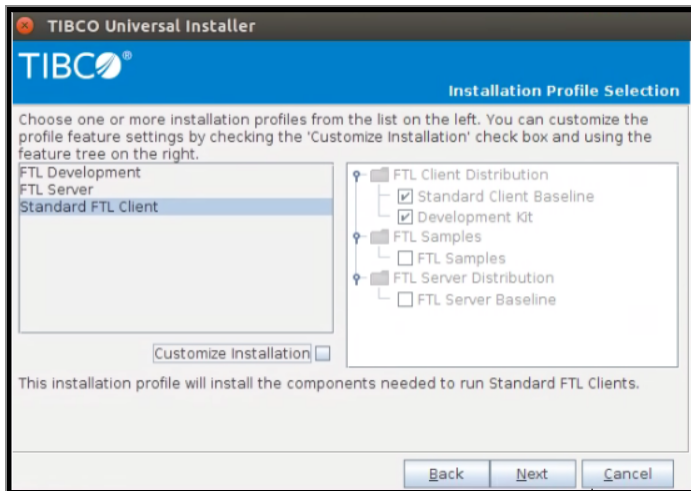 TIBCO Universal Installer
TIBCO®
Installation Profile Selection
Choose one or more installation profiles from the list on the left. You can customize the
profile feature settings by checking the 'Customize Installation' check box and using the
feature tree on the right.
FTL Development
FTL Server
Standard FTL Client
FTL Client Distribution
Standard Client Baseline
Development Kit
FTL Samples
FTL Samples
FTL Server Distribution
FTL Server Baseline
Customize Installation
This installation profile will install the components needed to run Standard FTL Clients.
Back
Next
Cancel